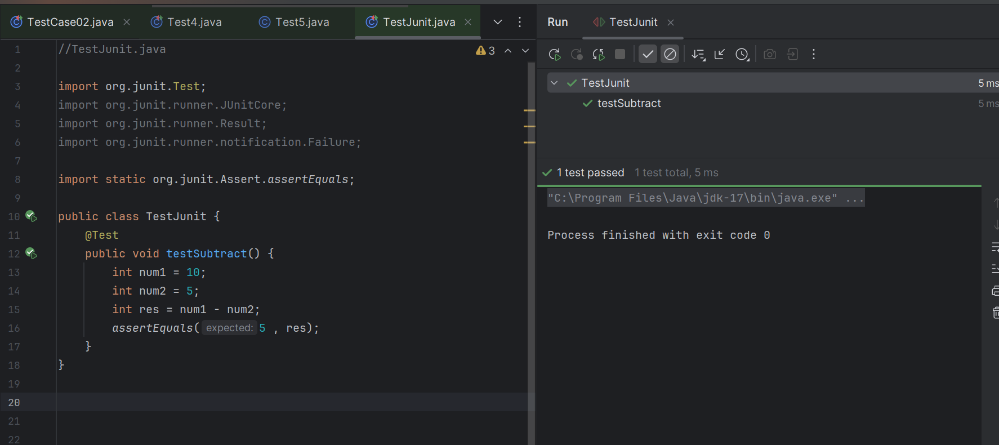 TestCase02.java Test4.java Test5.java TestJunit.java
1 //TestJunit.java
3
2
3 import org.junit.Test;
4 import org.junit.runner.JUnitCore;
5 import org.junit.runner.Result;
6 import org.junit.runner.notification.Failure;
7
8 import static org.junit.Assert.assertEquals;
9
10 public class TestJunit {
11 @Test
12 public void testSubtract() {
13 int num1 = 10;
14 int num2 = 5;
15 int res = num1 - num2;
16 assertEquals( expected: 5 , res);
17 }
18 }
19
20
21
22
Run TestJunit
TestJunit 5 ms
testSubtract 5 ms
1 test passed 1 test total, 5 ms
"C:\Program Files\Java\jdk-17\bin\java.exe" ...
Process finished with exit code 0